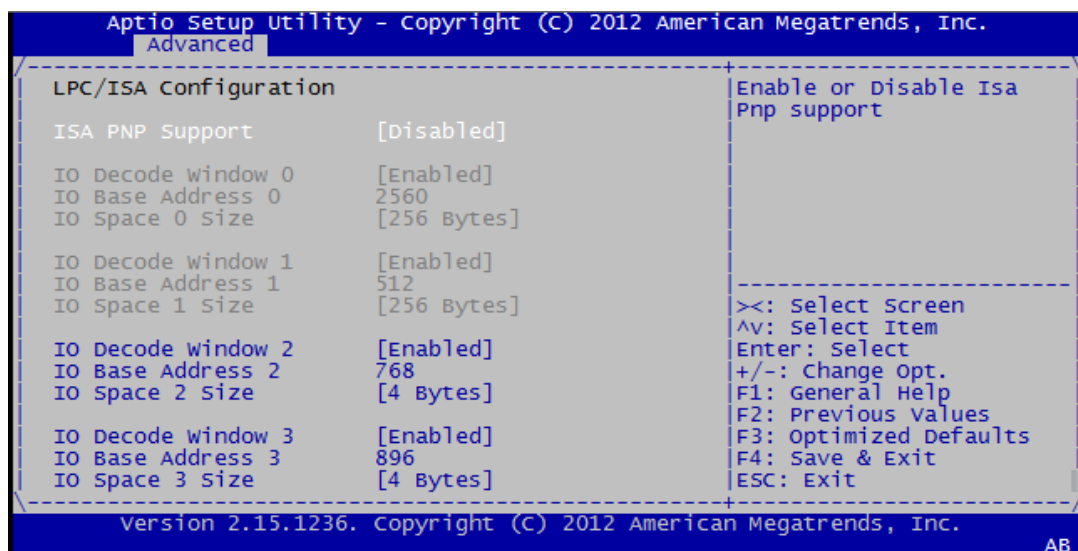 Aptio Setup Utility - Copyright (C) 2012 American Megatrends, Inc.
Advanced
LPC/ISA Configuration
ISA PNP Support [Disabled]
IO Decode Window 0 [Enabled]
IO Base Address 0 2560
IO Space 0 Size [256 Bytes]
IO Decode Window 1 [Enabled]
IO Base Address 1 512
IO Space 1 Size [256 Bytes]
IO Decode Window 2 [Enabled]
IO Base Address 2 768
IO Space 2 Size [4 Bytes]
IO Decode Window 3 [Enabled]
IO Base Address 3 896
IO Space 3 Size [4 Bytes]
Enable or Disable Isa
Pnp support
><: Select Screen
^v: Select Item
Enter: Select
+/-: Change Opt.
F1: General Help
F2: Previous Values
F3: Optimized Defaults
F4: Save & Exit
ESC: Exit
Version 2.15.1236. Copyright (C) 2012 American Megatrends, Inc.
AB